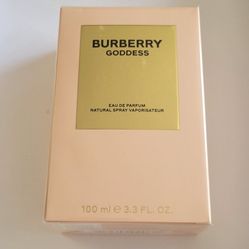 BURBERRY
GODDESS
EAU DE PARFUM
NATURAL SPRAY VAPORISATEUR
100 ml ℮ 3.3 FL. OZ.